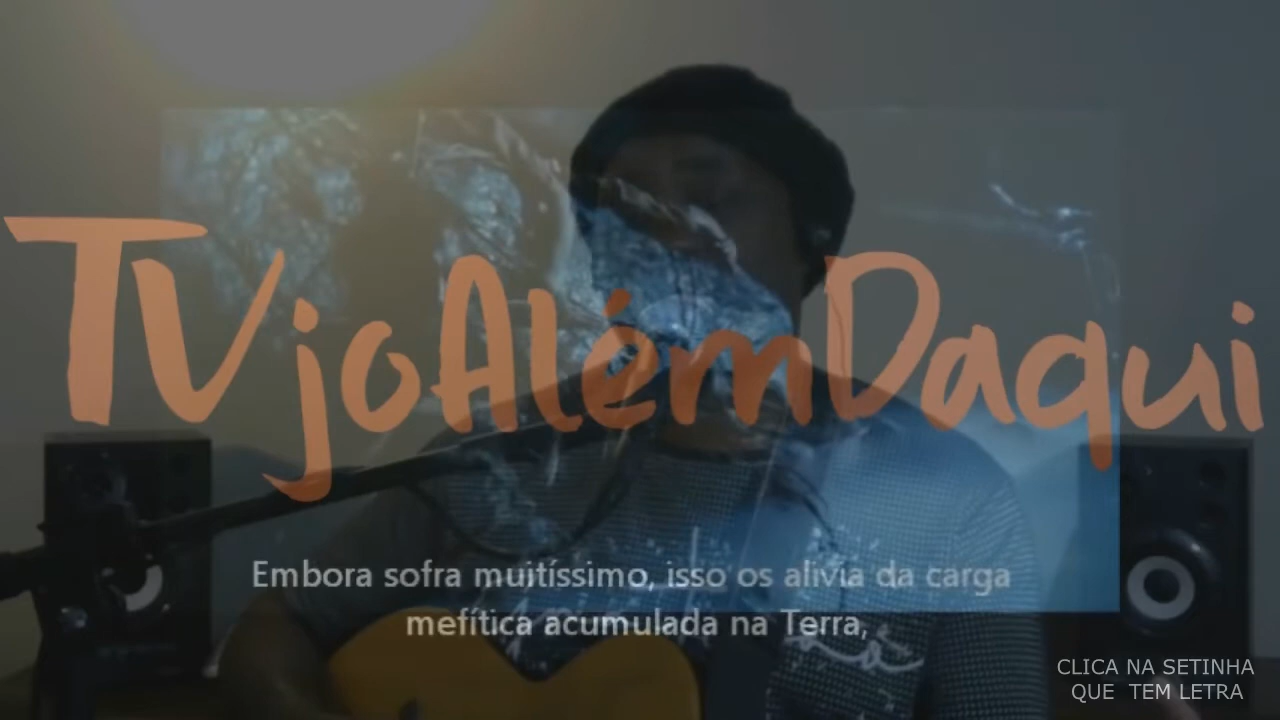 TVjoAlémDaqui
Embora sofra muitíssimo, isso os alivia da carga
mefítica acumulada na Terra,
CLICA NA SETINHA
QUE TEM LETRA